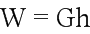 W = Gh